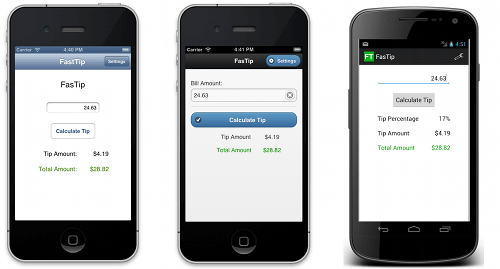 Carrier 4:40 PM
FastTip
Settings
FasTip
24.63
Calculate Tip
Tip Amount: $4.19
Total Amount: $28.82
Carrier 4:41 PM
FasTip
Settings
Bill Amount:
24.63
Calculate Tip
Tip Amount $4.19
Total Amount $28.82
4:51
FT FasTip
24.63
Calculate Tip
Tip Percentage 17%
Tip Amount $4.19
Total Amount $28.82